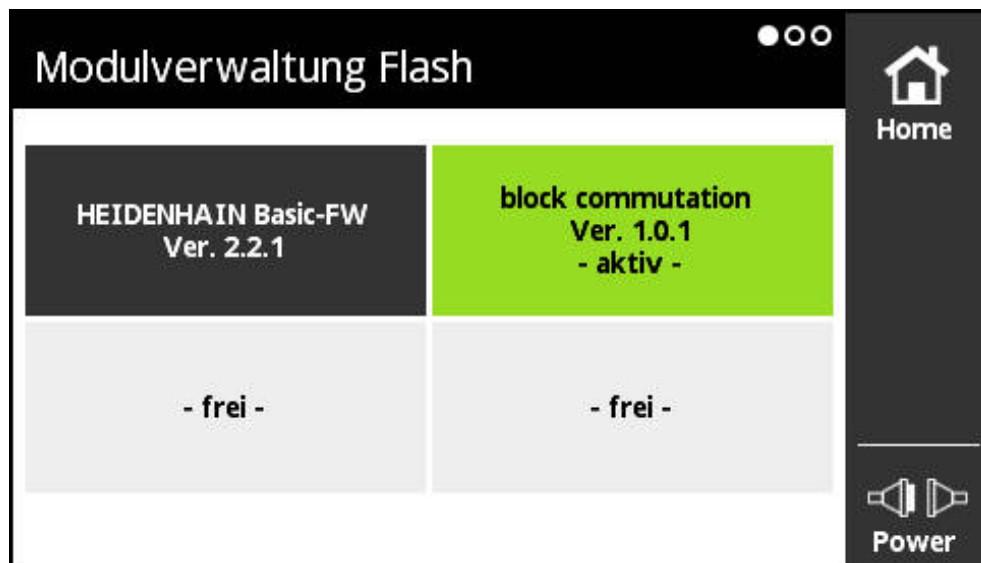 Modulverwaltung Flash
Home
HEIDENHAIN Basic-FW
Ver. 2.2.1
block commutation
Ver. 1.0.1
- aktiv -
- frei -
- frei -
Power